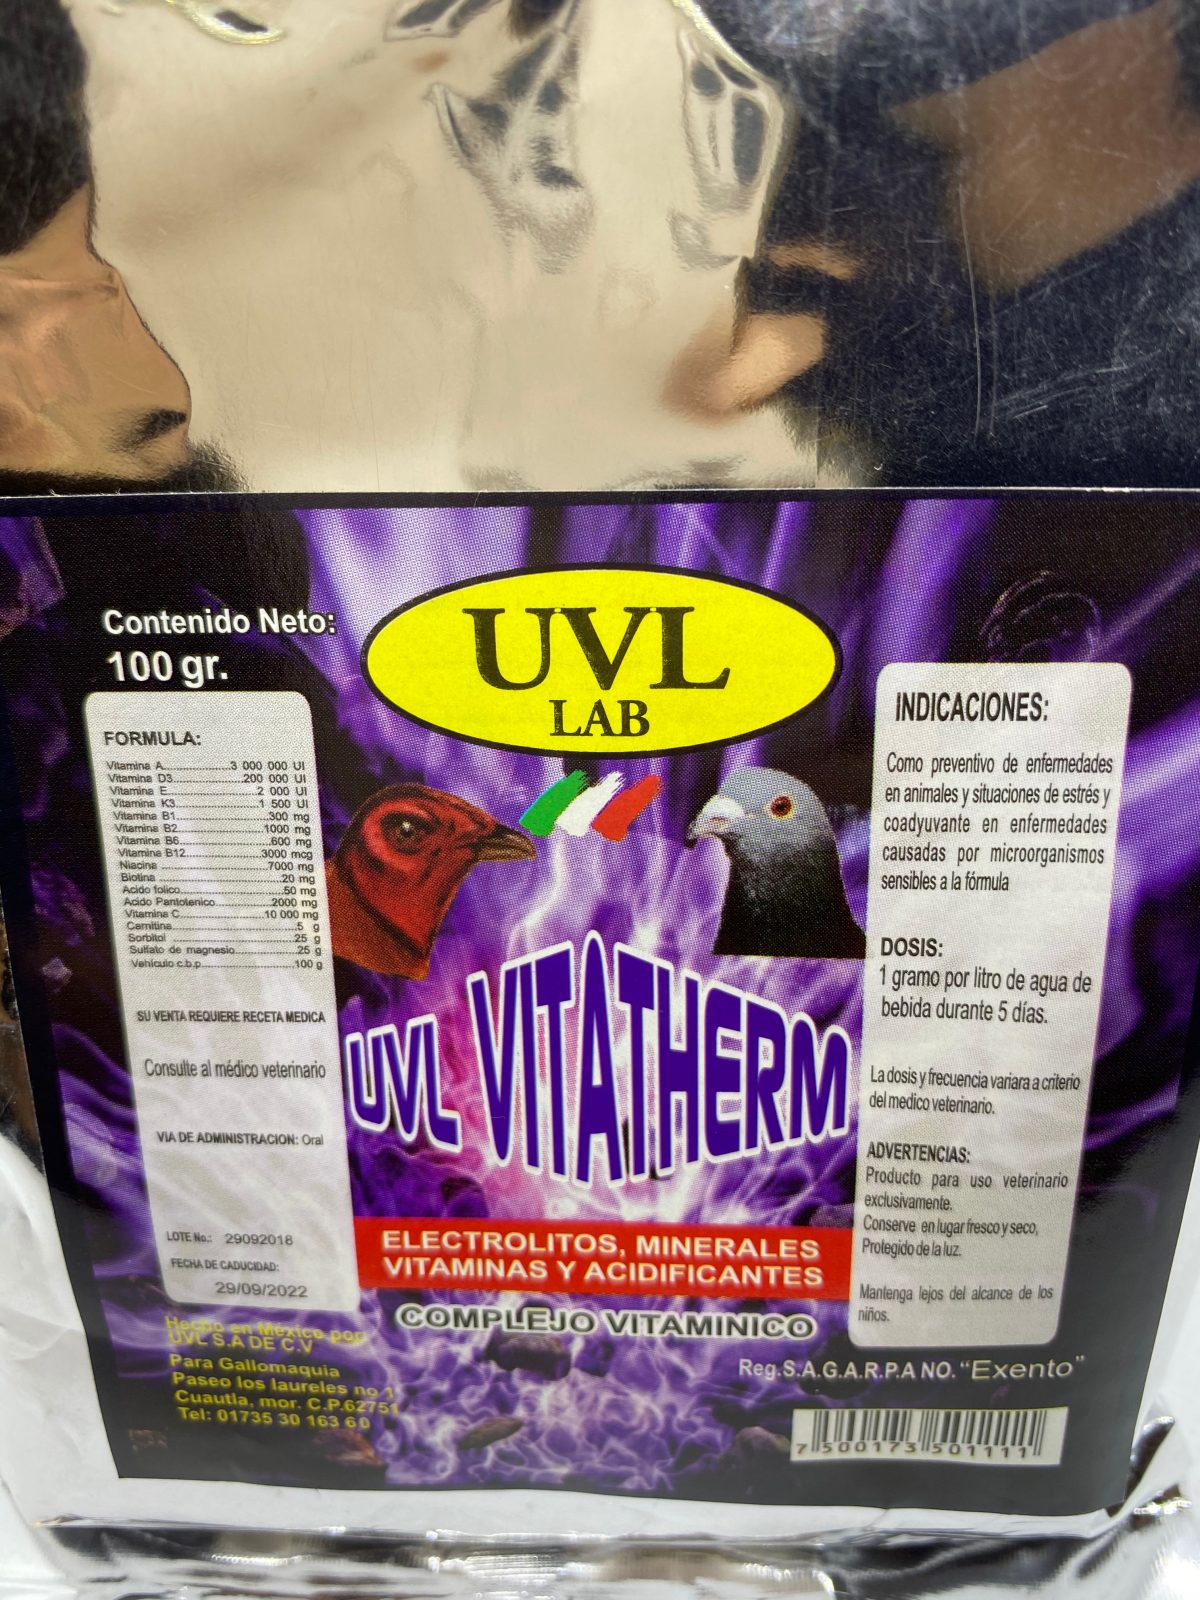 Contenido Neto:
100 gr.
UVL
LAB
FORMULA:
Vitamina A..................3 000 000 UI
Vitamina D3..................200 000 UI
Vitamina E..................2 000 UI
Vitamina K3..................1 500 UI
Vitamina B1..................300 mg
Vitamina B2..................1000 mg
Vitamina B6..................600 mg
Vitamina B12..................3000 mcg
Niacina..................7000 mg
Biotina..................20 mg
Acido folico..................50 mg
Acido Pantotenico..................2000 mg
Vitamina C..................10 000 mg
Carnitina..................5 g
Sorbitol..................25 g
Sulfato de magnesio..................25 g
Vehiculo c.b.p..................100 g
SU VENTA REQUIERE RECETA MEDICA
Consulte al médico veterinario
VIA DE ADMINISTRACION: Oral
LOTE No.: 29092018
FECHA DE CADUCIDAD:
29/09/2022
Hecho en México por:
UVL S.A DE C.V
Para Gallomaquia
Paseo los laureles no 1
Cuautla, mor. C.P.62751
Tel: 01735 30 163 60
UVL VITATHERM
ELECTROLITOS, MINERALES
VITAMINAS Y ACIDIFICANTES
COMPLEJO VITAMINICO
INDICACIONES:
Como preventivo de enfermedades
en animales y situaciones de estrés y
coadyuvante en enfermedades
causadas por microorganismos
sensibles a la fórmula
DOSIS:
1 gramo por litro de agua de
bebida durante 5 días.
La dosis y frecuencia variara a criterio
del medico veterinario.
ADVERTENCIAS:
Producto para uso veterinario
exclusivamente.
Conserve en lugar fresco y seco,
Protegido de la luz.
Mantenga lejos del alcance de los
niños.
Reg.S.A.G.A.R.P.A NO. "Exento"
7 500173 501111